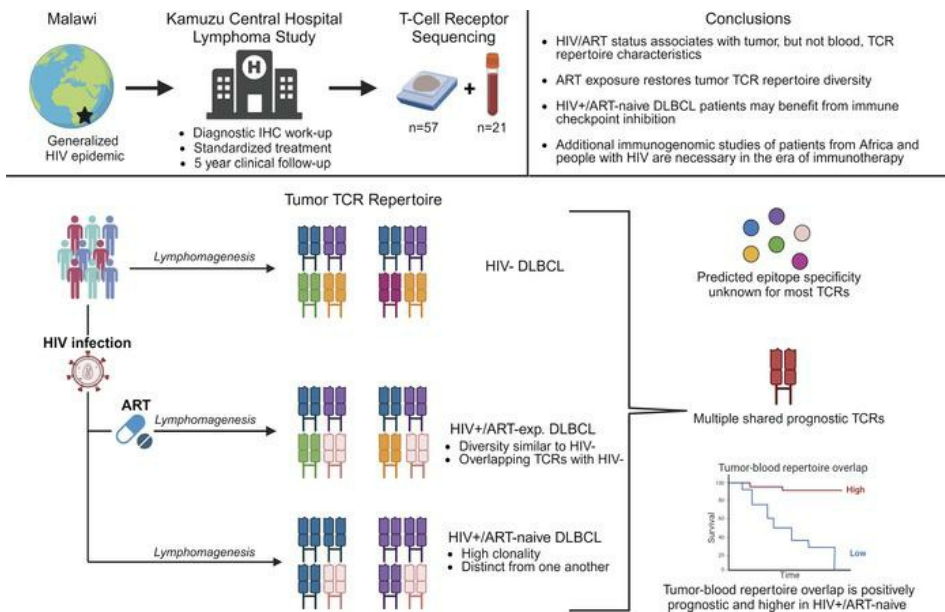 Malawi
Generalized
HIV epidemic
Kamuzu Central Hospital
Lymphoma Study
H
• Diagnostic IHC work-up
• Standardized treatment
• 5 year clinical follow-up
T-Cell Receptor
Sequencing
+
n=57
n=21
Conclusions
• HIV/ART status associates with tumor, but not blood, TCR
repertoire characteristics
• ART exposure restores tumor TCR repertoire diversity
• HIV+/ART-naive DLBCL patients may benefit from immune
checkpoint inhibition
• Additional immunogenomic studies of patients from Africa and
people with HIV are necessary in the era of immunotherapy
Tumor TCR Repertoire
Lymphomagenesis
HIV- DLBCL
HIV infection
ART
Lymphomagenesis
HIV+/ART-exp. DLBCL
• Diversity similar to HIV-
• Overlapping TCRs with HIV-
Lymphomagenesis
HIV+/ART-naive DLBCL
• High clonality
• Distinct from one another
Predicted epitope specificity
unknown for most TCRs
Multiple shared prognostic TCRs
Tumor-blood repertoire overlap
Survival
100
80
60
40
20
0
High
Low
Time
Tumor-blood repertoire overlap is positively
prognostic and higher in HIV+/ART-naive